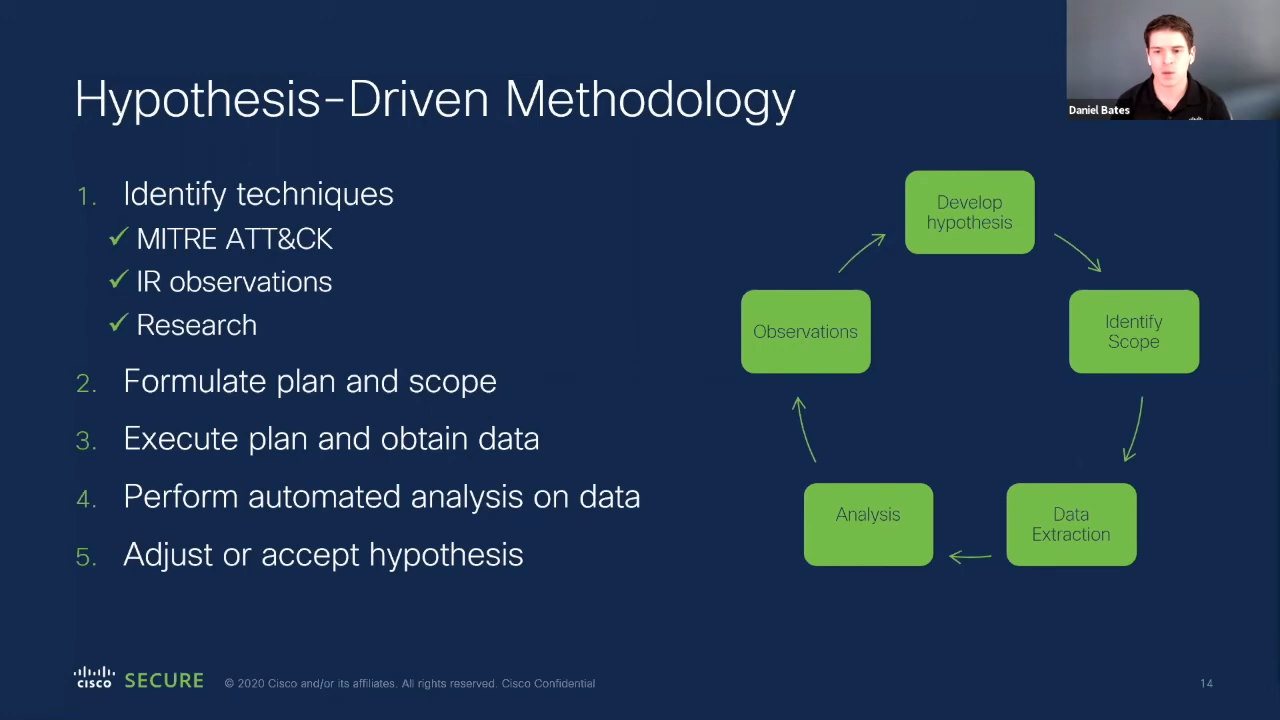 Hypothesis-Driven Methodology
Daniel Bates
1. Identify techniques
✓ MITRE ATT&CK
✓ IR observations
✓ Research
2. Formulate plan and scope
3. Execute plan and obtain data
4. Perform automated analysis on data
5. Adjust or accept hypothesis
Develop
hypothesis
Identify
Scope
Data
Extraction
Analysis
Observations
CISCO SECURE © 2020 Cisco and/or its affiliates. All rights reserved. Cisco Confidential 14